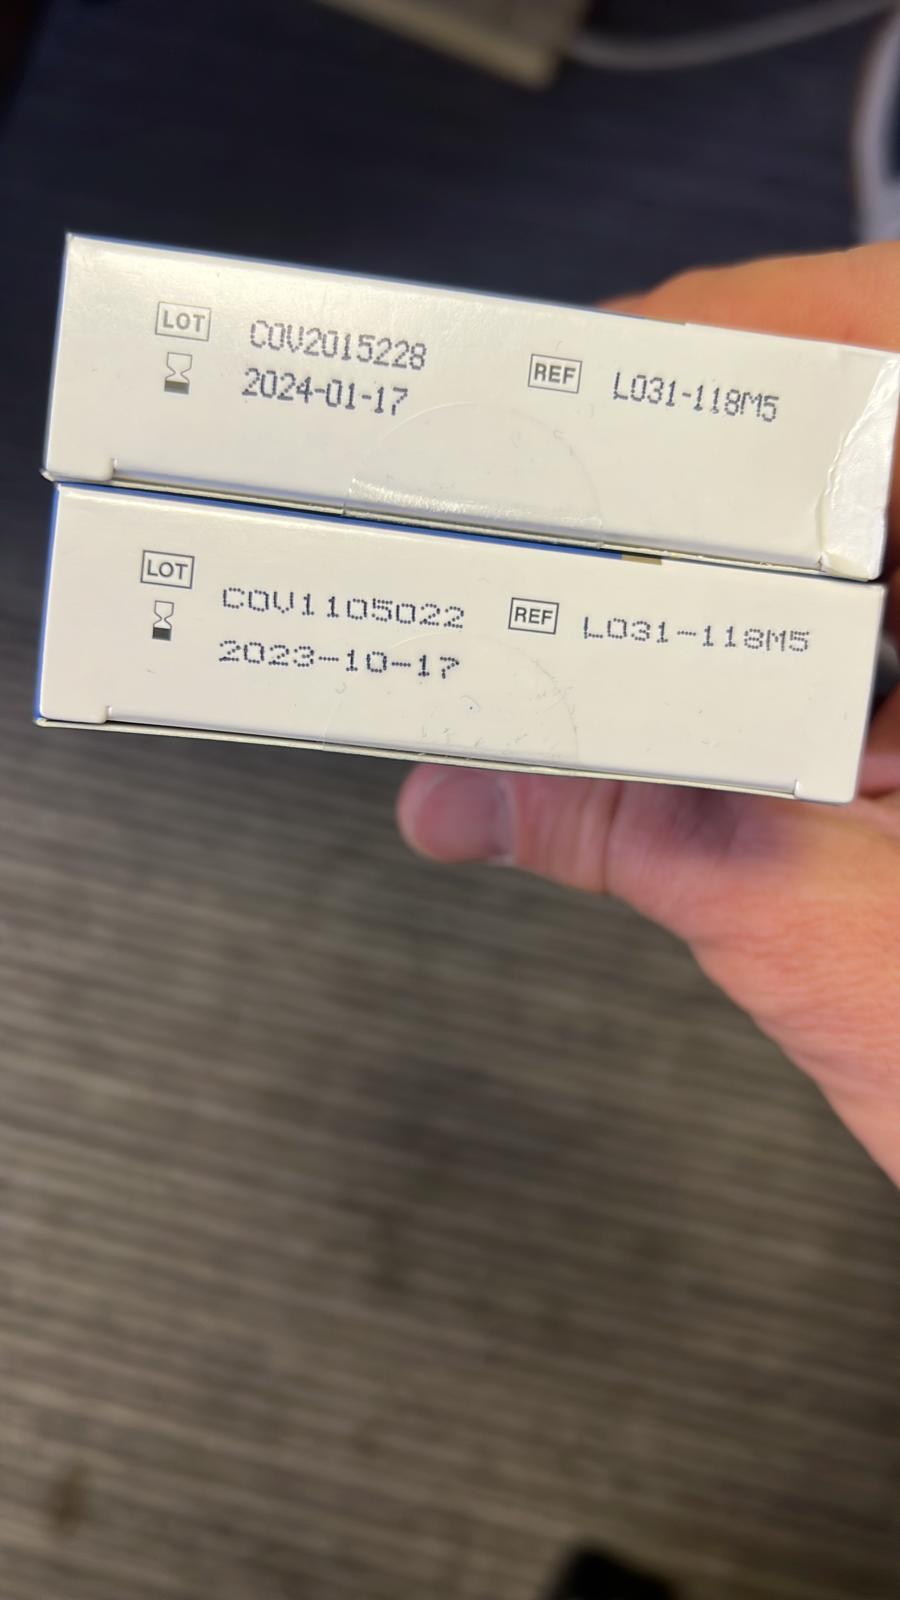 LOT COV2015228
2024-01-17
REF L031-118M5
LOT COV1105022
2023-10-17
REF L031-118M5